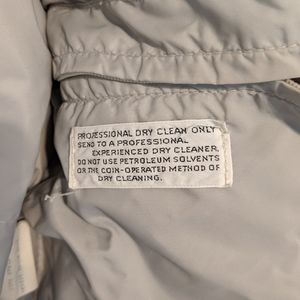 PROFESSIONAL DRY CLEAN ONLY
SEND TO A PROFESSIONAL
EXPERIENCED DRY CLEANER,
DO NOT USE PETROLEUM SOLVENTS
OR THE COIN-OPERATED METHOD OF
DRY CLEANING.